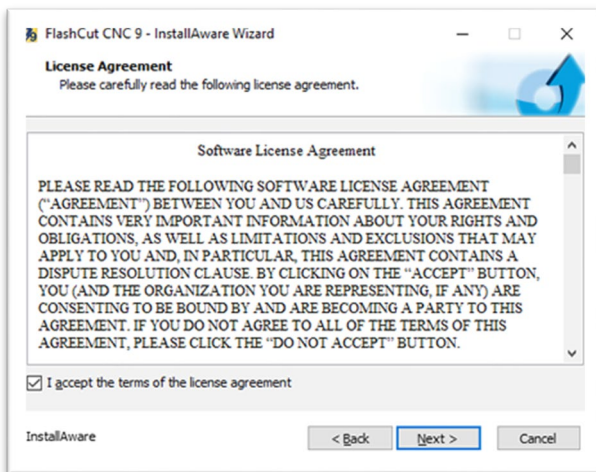 FlashCut CNC 9 - InstallAware Wizard
License Agreement
Please carefully read the following license agreement.
Software License Agreement
PLEASE READ THE FOLLOWING SOFTWARE LICENSE AGREEMENT
(“AGREEMENT”) BETWEEN YOU AND US CAREFULLY. THIS AGREEMENT
CONTAINS VERY IMPORTANT INFORMATION ABOUT YOUR RIGHTS AND
OBLIGATIONS, AS WELL AS LIMITATIONS AND EXCLUSIONS THAT MAY
APPLY TO YOU AND, IN PARTICULAR, THIS AGREEMENT CONTAINS A
DISPUTE RESOLUTION CLAUSE. BY CLICKING ON THE “ACCEPT” BUTTON,
YOU (AND THE ORGANIZATION YOU ARE REPRESENTING, IF ANY) ARE
CONSENTING TO BE BOUND BY AND ARE BECOMING A PARTY TO THIS
AGREEMENT. IF YOU DO NOT AGREE TO ALL OF THE TERMS OF THIS
AGREEMENT, PLEASE CLICK THE “DO NOT ACCEPT” BUTTON.
I accept the terms of the license agreement
InstallAware
< Back
Next >
Cancel